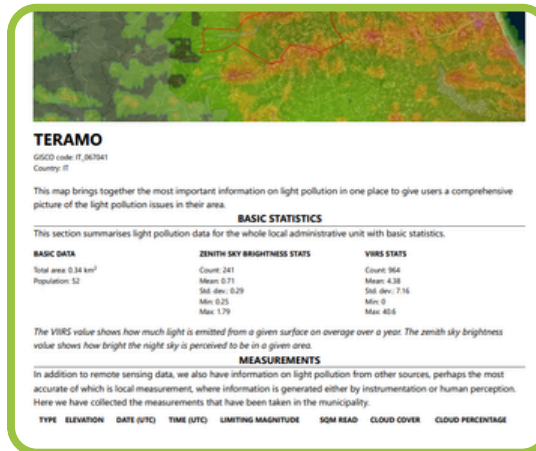 TERAMO
GISCO code: IT_067041
Country: IT
This map brings together the most important information on light pollution in one place to give users a comprehensive
picture of the light pollution issues in their area.
BASIC STATISTICS
This section summarises light pollution data for the whole local administrative unit with basic statistics.
BASIC DATA ZENITH SKY BRIGHTNESS STATS VIIRS STATS
Total area: 0.34 km² Count: 241 Count: 964
Population: 52 Mean: 0.71 Mean: 4.38
Std. dev.: 0.29 Std. dev.: 7.16
Min: 0.25 Min: 0
Max: 1.79 Max: 40.6
The VIIRS value shows how much light is emitted from a given surface on average over a year. The zenith sky brightness
value shows how bright the night sky is perceived to be in a given area.
MEASUREMENTS
In addition to remote sensing data, we also have information on light pollution from other sources, perhaps the most
accurate of which is local measurement, where information is generated either by instrumentation or human perception.
Here we have collected the measurements that have been taken in the municipality.
TYPE ELEVATION DATE (UTC) TIME (UTC) LIMITING MAGNITUDE SQM READ CLOUD COVER CLOUD PERCENTAGE